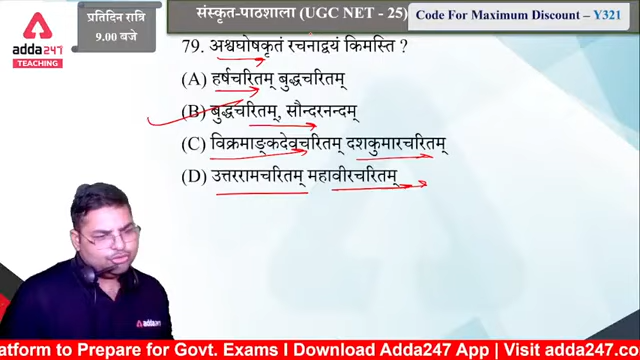 adda247
TEACHING
प्रतिदिन रात्रि
9.00 बजे
संस्कृत-पाठशाला (UGC NET - 25)
Code For Maximum Discount – Y321
79. अश्वघोषकृतं रचनाद्वयं किमस्ति ?
(A) हर्षचरितम् बुद्धचरितम्
(B) बुद्धचरितम्, सौन्दरनन्दम्
(C) विक्रमाङ्कदेवचरितम् दशकुमारचरितम्
(D) उत्तररामचरितम् महावीरचरितम्
adda247
atform to Prepare for Govt. Exams I Download Adda247 App | Visit adda247.co